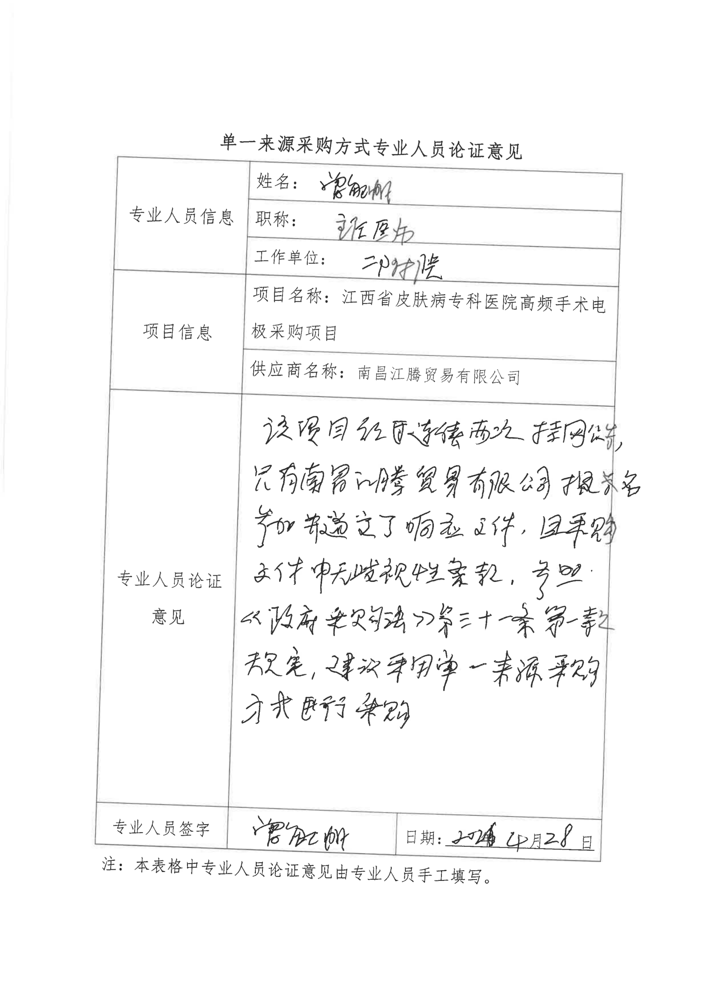 单一来源采购方式专业人员论证意见
专业人员信息
姓名：曾能
职称：主任医师
工作单位：二附院
项目信息
项目名称：江西省皮肤病专科医院高频手术电
极采购项目
供应商名称：南昌江腾贸易有限公司
专业人员论证
意见
该项目 连续两次挂网公告，
只有南昌江腾贸易有限公司报名
参加并递交了响应文件，且采购
文件中无歧视性条款，参照
《政府采购法》第三十一条第一款
规定，建议采用单一来源采购
方式进行采购
专业人员签字
曾能
日期：4月28日
注：本表格中专业人员论证意见由专业人员手工填写。